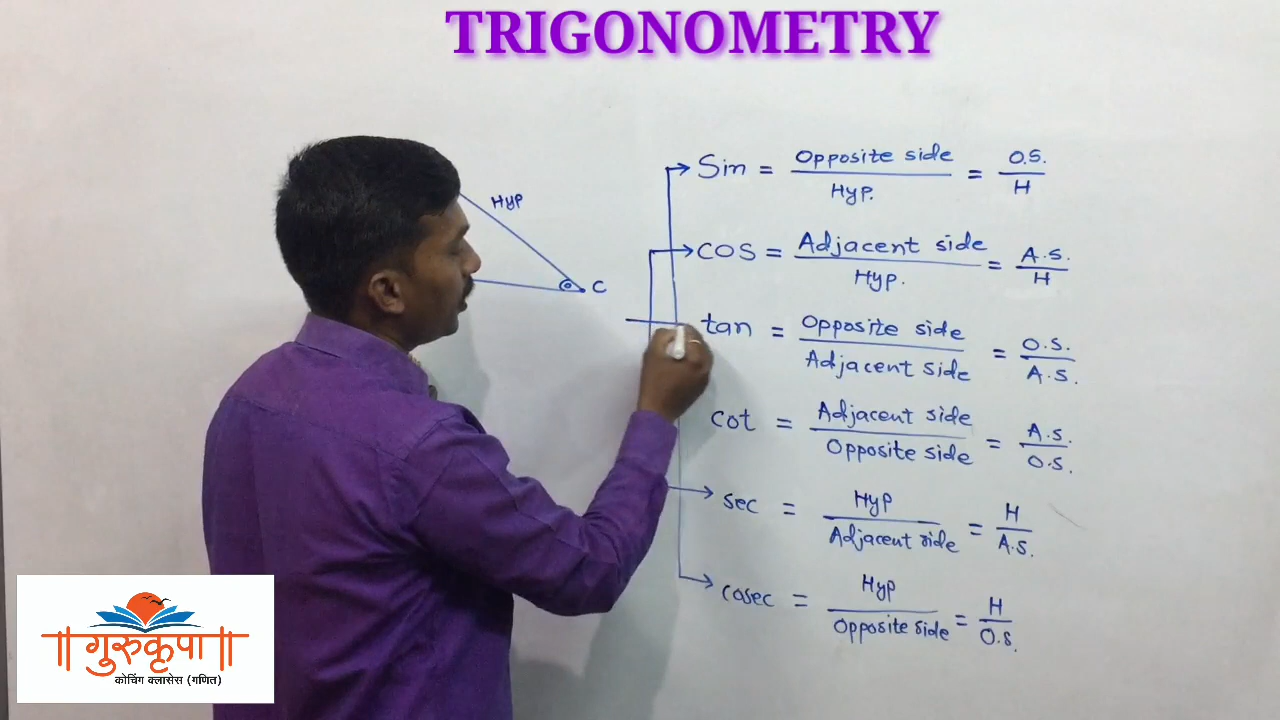 TRIGONOMETRY
Hyp
θ C
Sin = Opposite side / Hyp. = O.S. / H
COS = Adjacent side / Hyp. = A.S. / H
tan = Opposite side / Adjacent side = O.S. / A.S.
cot = Adjacent side / Opposite side = A.S. / O.S.
sec = Hyp / Adjacent side = H / A.S.
cosec = Hyp / Opposite side = H / O.S.
॥ गुरुकृपा ॥
कोचिंग क्लासेस (गणित)